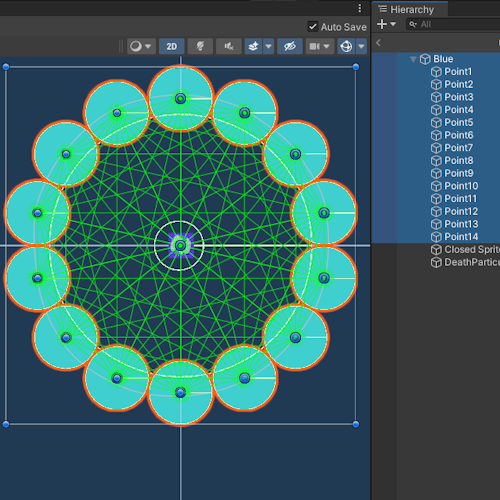 Hierarchy
Auto Save
All
2D
Blue
Point1
Point2
Point3
Point4
Point5
Point6
Point7
Point8
Point9
Point10
Point11
Point12
Point13
Point14
Closed Sprit
DeathParticu